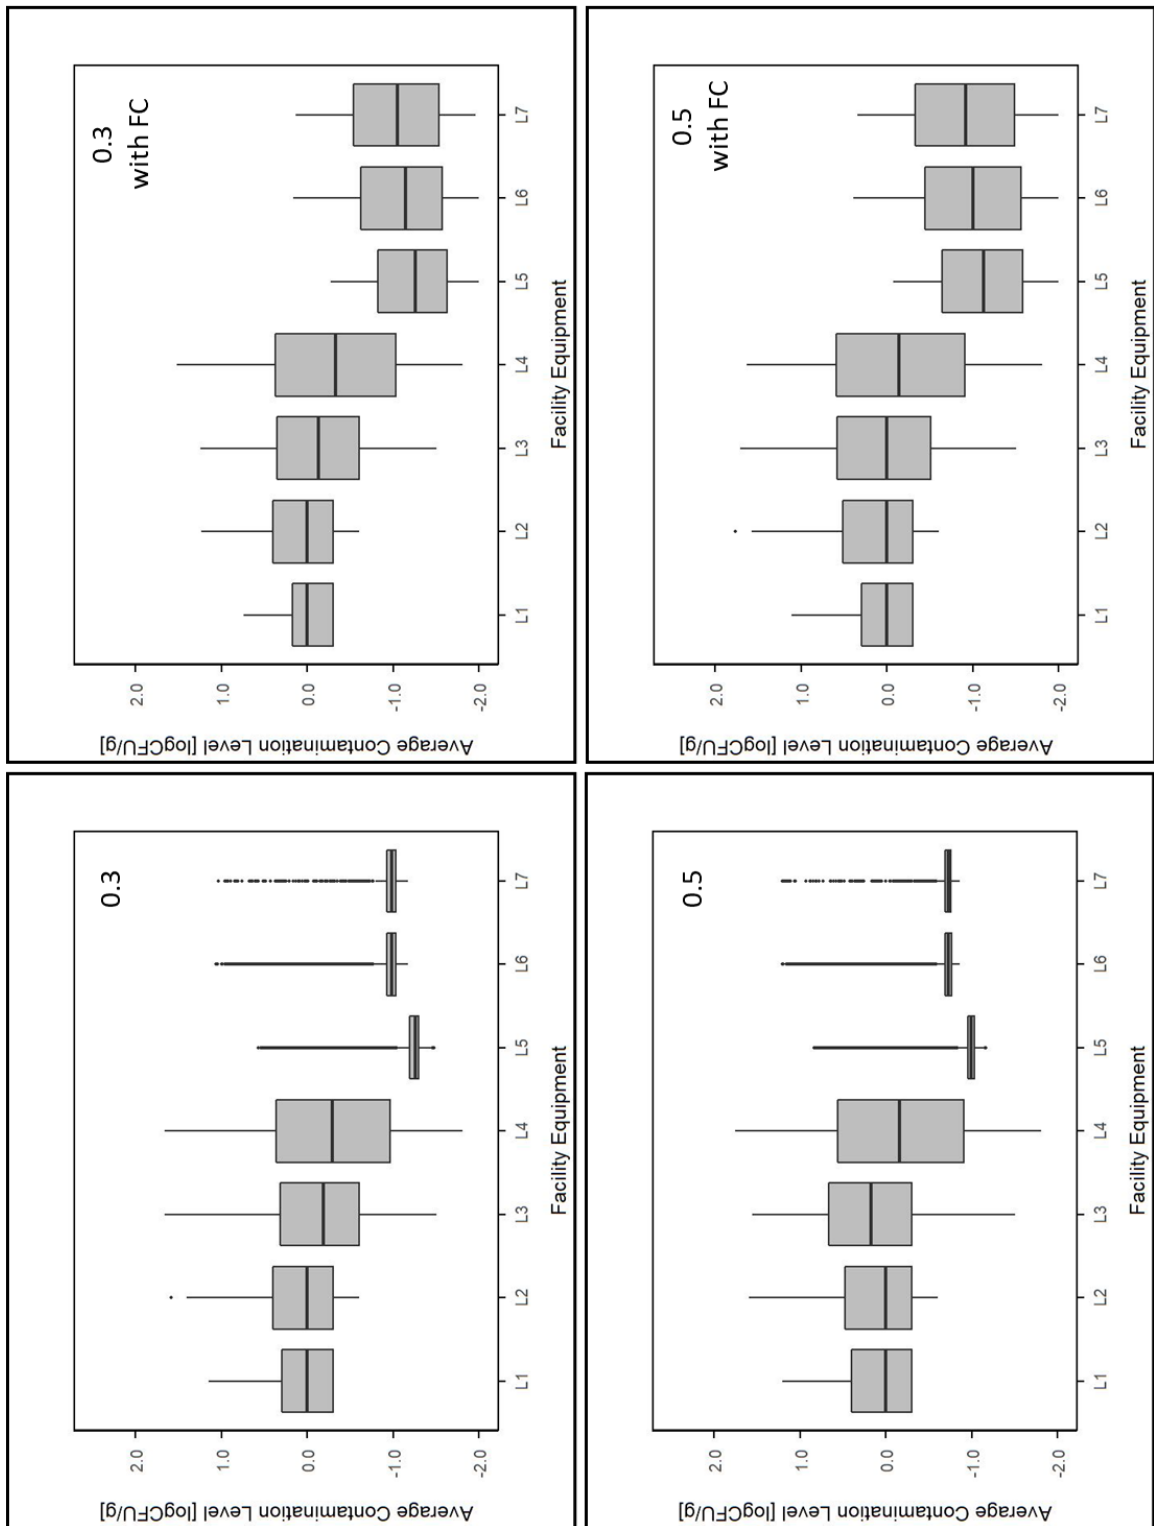 0.3
Average Contamination Level [logCFU/g]
2.0
1.0
0.0
-1.0
-2.0
L1 L2 L3 L4 L5 L6 L7
Facility Equipment
0.3
with FC
Average Contamination Level [logCFU/g]
2.0
1.0
0.0
-1.0
-2.0
L1 L2 L3 L4 L5 L6 L7
Facility Equipment
0.5
Average Contamination Level [logCFU/g]
2.0
1.0
0.0
-1.0
-2.0
L1 L2 L3 L4 L5 L6 L7
Facility Equipment
0.5
with FC
Average Contamination Level [logCFU/g]
2.0
1.0
0.0
-1.0
-2.0
L1 L2 L3 L4 L5 L6 L7
Facility Equipment